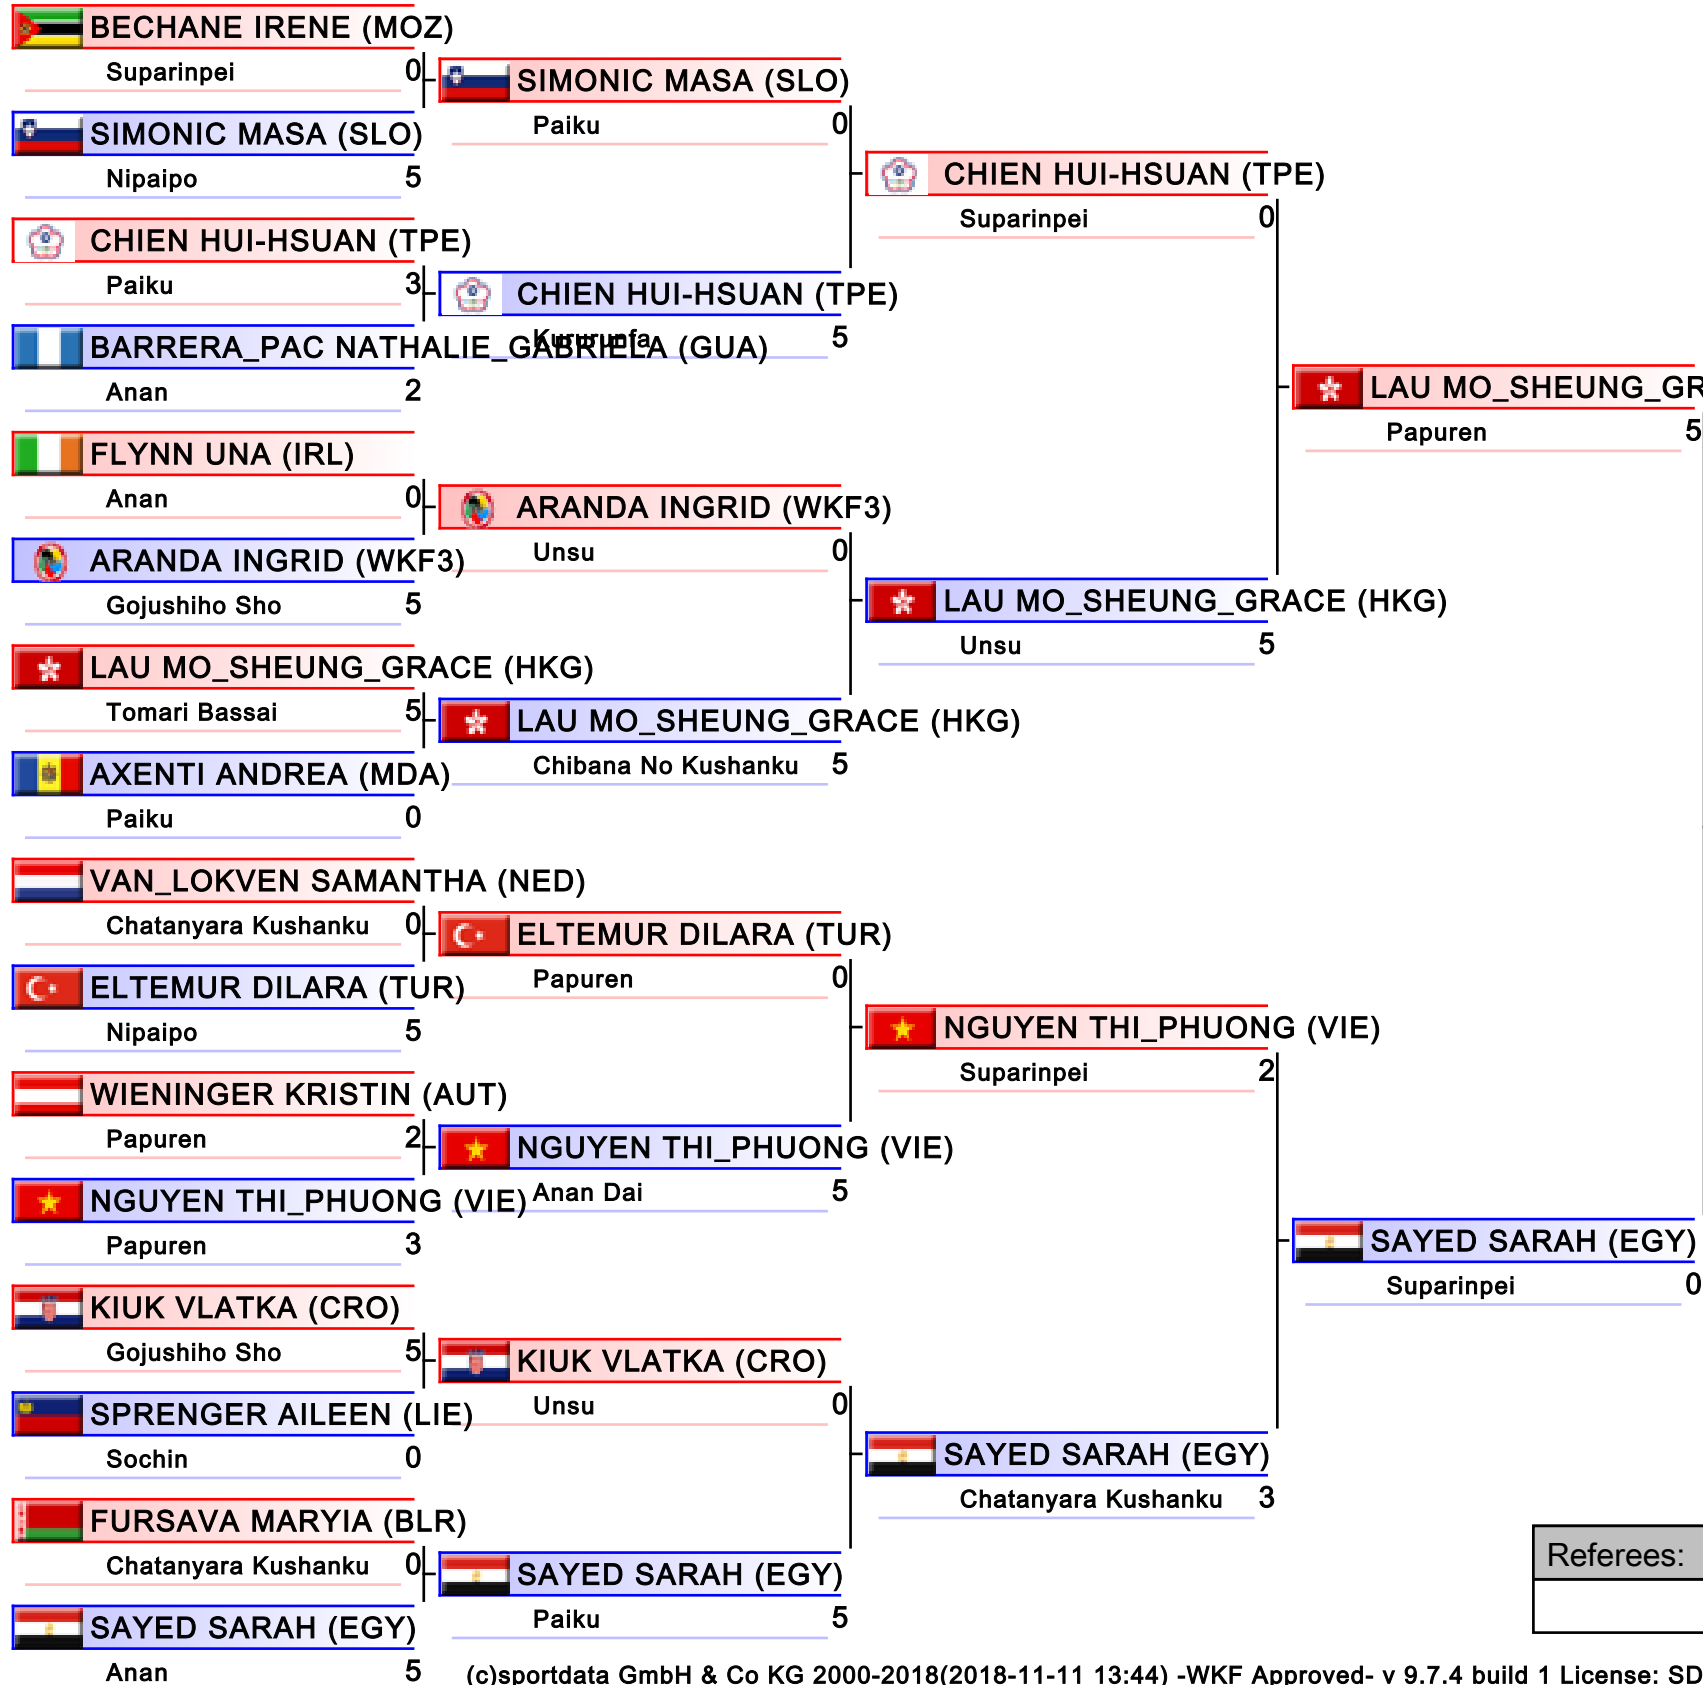 BECHANE IRENE (MOZ)
Suparinpei 0
SIMONIC MASA (SLO)
Nipaipo 5
CHIEN HUI-HSUAN (TPE)
Paiku 3
BARRERA_PAC NATHALIE_GABRIELA (GUA)
Anan 2
FLYNN UNA (IRL)
Anan 0
ARANDA INGRID (WKF3)
Gojushiho Sho 5
LAU MO_SHEUNG_GRACE (HKG)
Tomari Bassai 5
AXENTI ANDREA (MDA)
Paiku 0
VAN_LOKVEN SAMANTHA (NED)
Chatanyara Kushanku 0
ELTEMUR DILARA (TUR)
Nipaipo 5
WIENINGER KRISTIN (AUT)
Papuren 2
NGUYEN THI_PHUONG (VIE)
Papuren 3
KIUK VLATKA (CRO)
Gojushiho Sho 5
SPRENGER AILEEN (LIE)
Sochin 0
FURSAVA MARYIA (BLR)
Chatanyara Kushanku 0
SAYED SARAH (EGY)
Anan 5
SIMONIC MASA (SLO)
Paiku 0
CHIEN HUI-HSUAN (TPE)
Kururunfa 5
ARANDA INGRID (WKF3)
Unsu 0
LAU MO_SHEUNG_GRACE (HKG)
Chibana No Kushanku 5
ELTEMUR DILARA (TUR)
Papuren 0
NGUYEN THI_PHUONG (VIE)
Anan Dai 5
KIUK VLATKA (CRO)
Unsu 0
SAYED SARAH (EGY)
Paiku 5
CHIEN HUI-HSUAN (TPE)
Suparinpei 0
LAU MO_SHEUNG_GRACE (HKG)
Unsu 5
NGUYEN THI_PHUONG (VIE)
Suparinpei 2
SAYED SARAH (EGY)
Chatanyara Kushanku 3
LAU MO_SHEUNG_GR
Papuren 5
SAYED SARAH (EGY)
Suparinpei 0
Referees:
(c)sportdata GmbH & Co KG 2000-2018(2018-11-11 13:44) -WKF Approved- v 9.7.4 build 1 License: SD